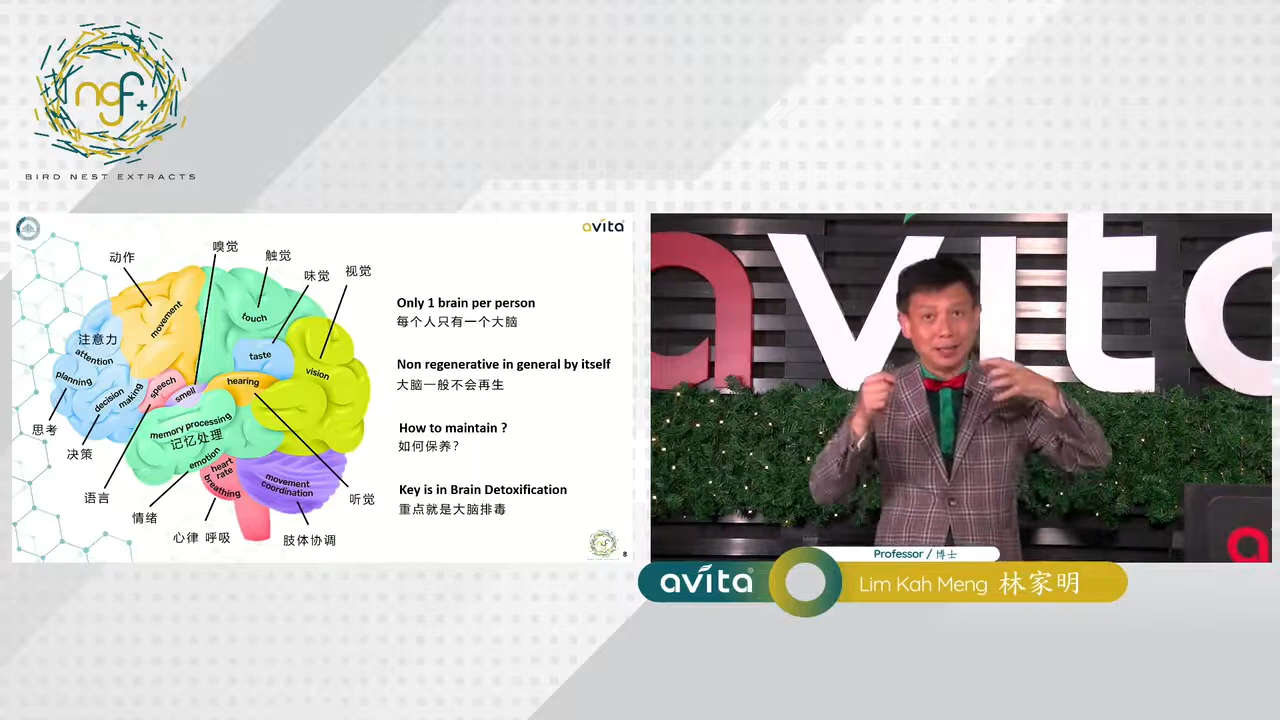 ngf+
BIRD NEST EXTRACTS
avita
嗅觉
动作
触觉
味觉
视觉
movement
touch
注意力
attention
taste
planning
speech
hearing
vision
decision
making
smell
memory processing
记忆处理
思考
决策
emotion
heart
rate
breathing
movement
coordination
语言
情绪
听觉
心律 呼吸
肢体协调
Only 1 brain per person
每个人只有一个大脑
Non regenerative in general by itself
大脑一般不会再生
How to maintain ?
如何保养？
Key is in Brain Detoxification
重点就是大脑排毒
8
avita
a
Professor / 博士
avita
Lim Kah Meng 林家明